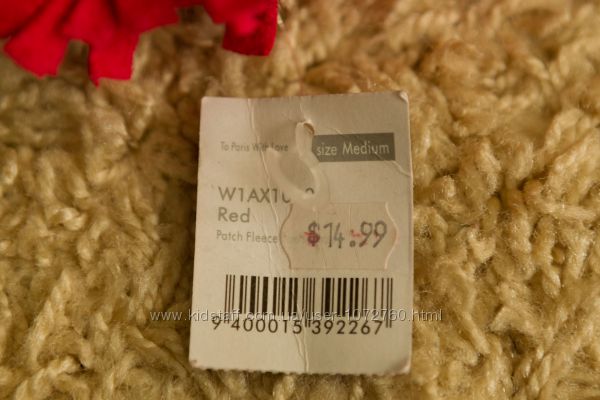 To Paris With Love
size Medium
Red
Patch Fleece
$14.99
9 400015 392267
www.kidstaff.com.ua/user-1072760.html